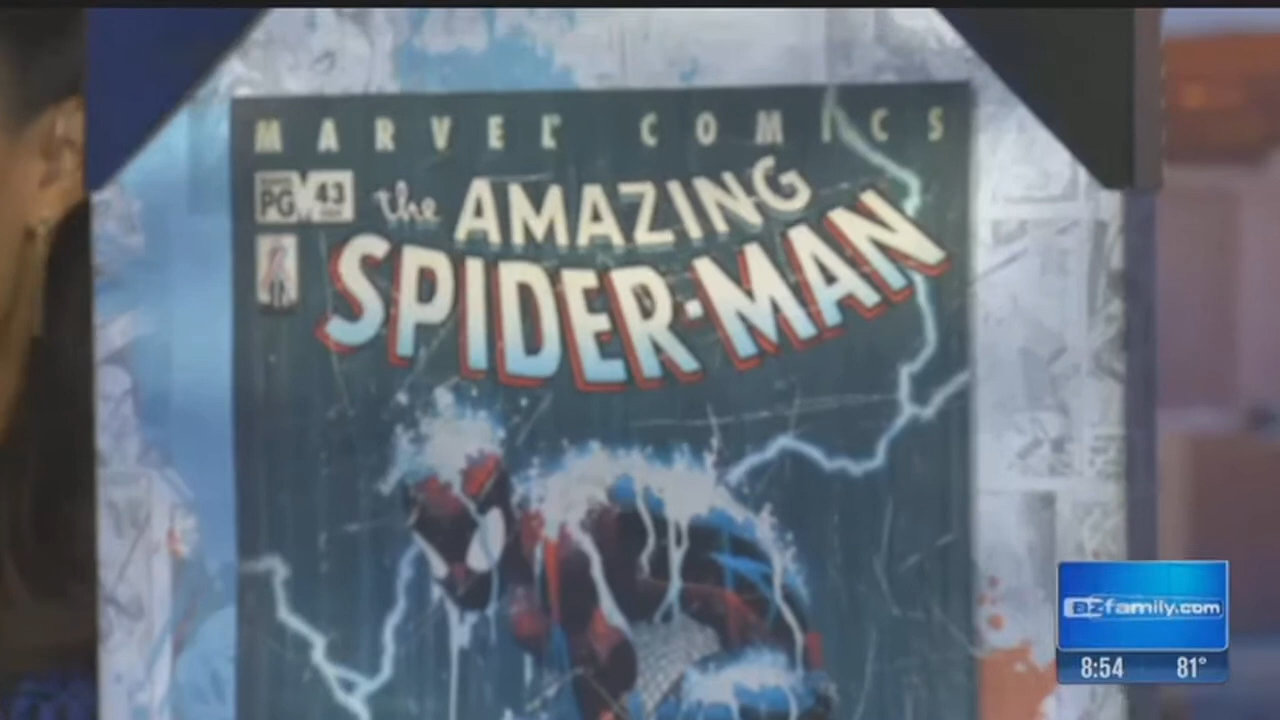 MARVEL COMICS
PG 43
the AMAZING
SPIDER-MAN
azfamily.com
8:54 81°